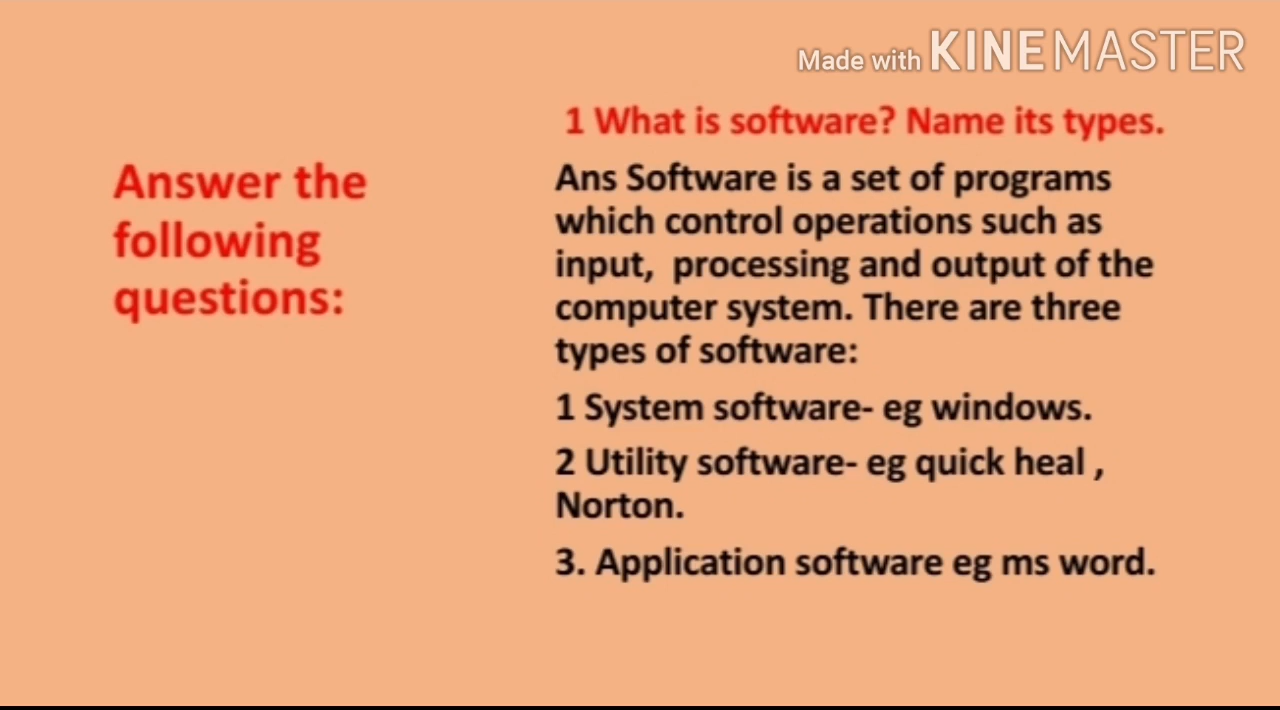 Made with KINEMASTER
Answer the
following
questions:
1 What is software? Name its types.
Ans Software is a set of programs
which control operations such as
input,  processing and output of the
computer system. There are three
types of software:
1 System software- eg windows.
2 Utility software- eg quick heal ,
Norton.
3. Application software eg ms word.